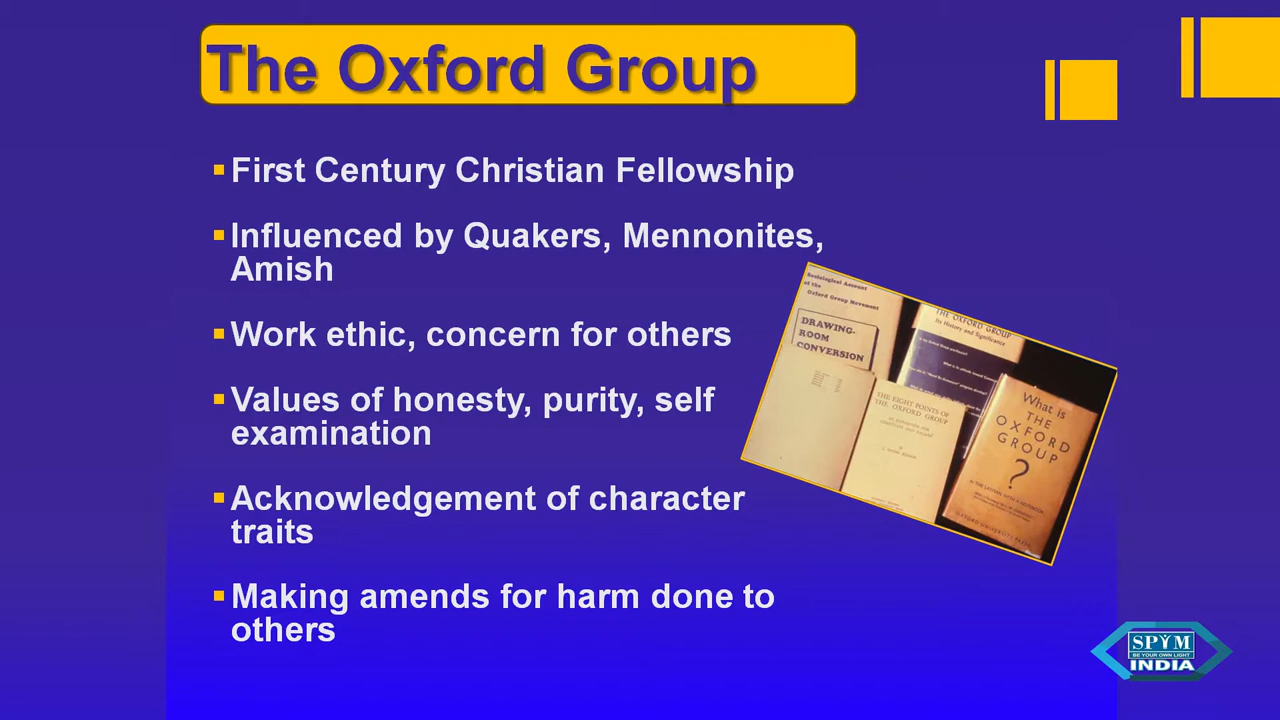 The Oxford Group
First Century Christian Fellowship
Influenced by Quakers, Mennonites,
Amish
Work ethic, concern for others
Values of honesty, purity, self
examination
Acknowledgement of character
traits
Making amends for harm done to
others
Sociological Account
of the
Oxford Group Movement
DRAWING-
ROOM
CONVERSION
THE OXFORD GROUP
Its History and Significance
THE EIGHT POINTS OF
THE OXFORD GROUP
What is
THE
OXFORD
GROUP
?
OXFORD UNIVERSITY PRESS
SPYM
BE YOUR OWN LIGHT
INDIA